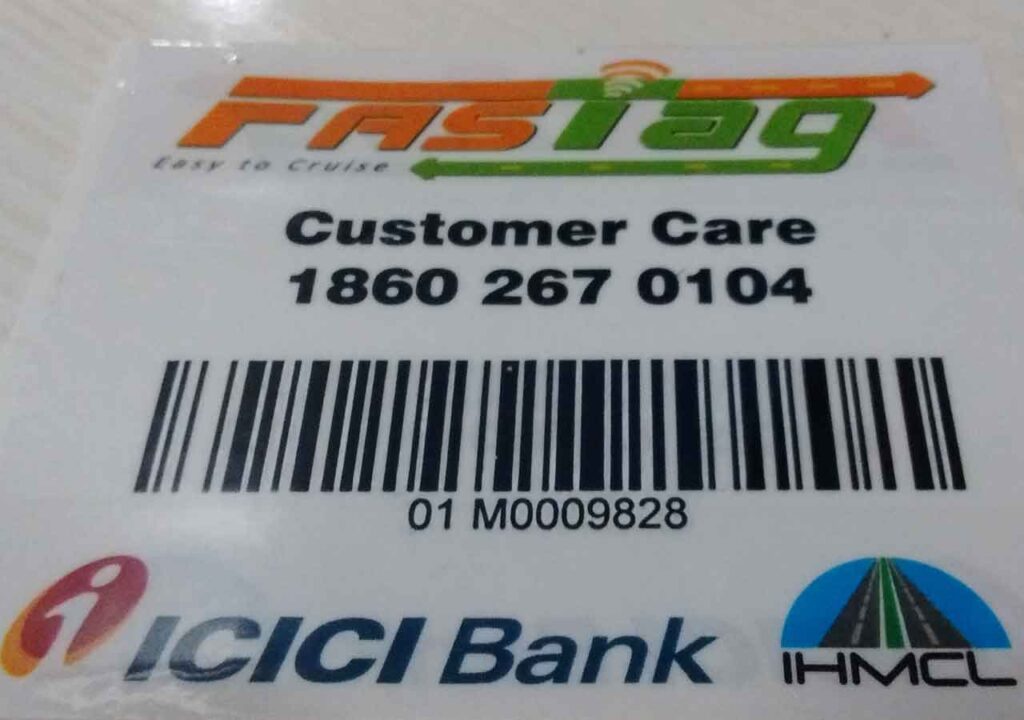 FASTag
Easy to Cruise
Customer Care
1860 267 0104
01 M0009828
i ICICI Bank
IHMCL